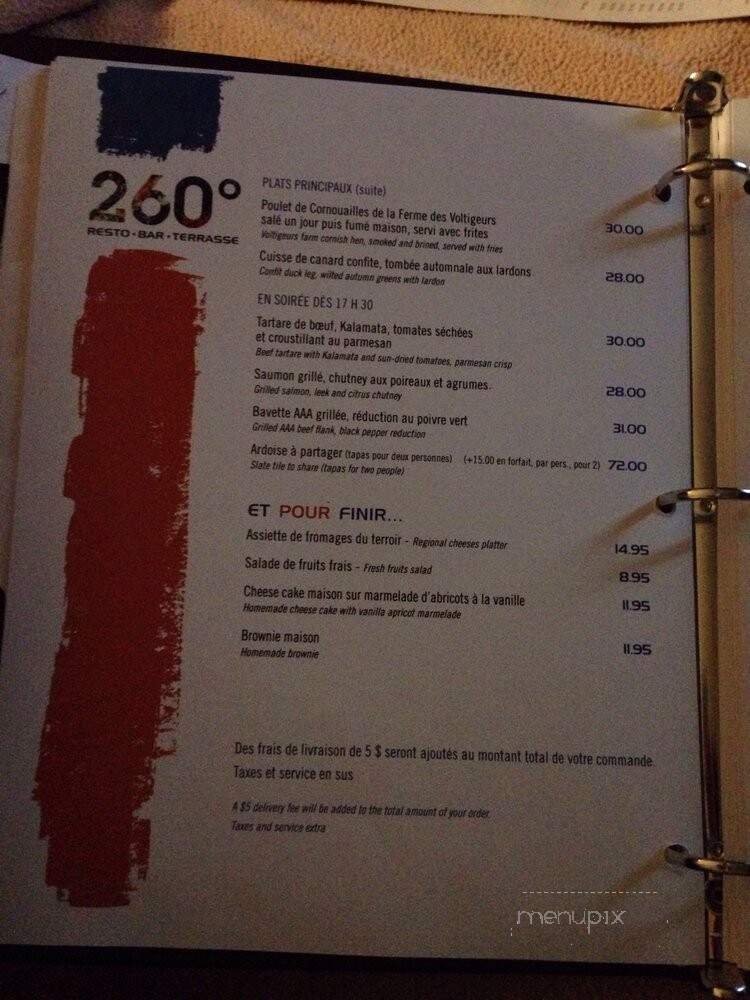 260°
RESTO • BAR • TERRASSE
PLATS PRINCIPAUX (suite)
Poulet de Cornouailles de la Ferme des Voltigeurs
salé un jour puis fumé maison, servi avec frites 30.00
Voltigeurs farm cornish hen, smoked and brined, served with fries
Cuisse de canard confite, tombée automnale aux lardons 28.00
Confit duck leg, wilted autumn greens with lardon
EN SOIRÉE DÈS 17 H 30
Tartare de bœuf, Kalamata, tomates séchées
et croustillant au parmesan 30.00
Beef tartare with Kalamata and sun-dried tomatoes, parmesan crisp
Saumon grillé, chutney aux poireaux et agrumes. 28.00
Grilled salmon, leek and citrus chutney
Bavette AAA grillée, réduction au poivre vert 31.00
Grilled AAA beef flank, black pepper reduction
Ardoise à partager (tapas pour deux personnes) (+15.00 en forfait, par pers., pour 2) 72.00
Slate tile to share (tapas for two people)
ET POUR FINIR...
Assiette de fromages du terroir - Regional cheeses platter 14.95
Salade de fruits frais - Fresh fruits salad 8.95
Cheese cake maison sur marmelade d'abricots à la vanille 11.95
Homemade cheese cake with vanilla apricot marmelade
Brownie maison 11.95
Homemade brownie
Des frais de livraison de 5 $ seront ajoutés au montant total de votre commande.
Taxes et service en sus
A $5 delivery fee will be added to the total amount of your order.
Taxes and service extra
menupix